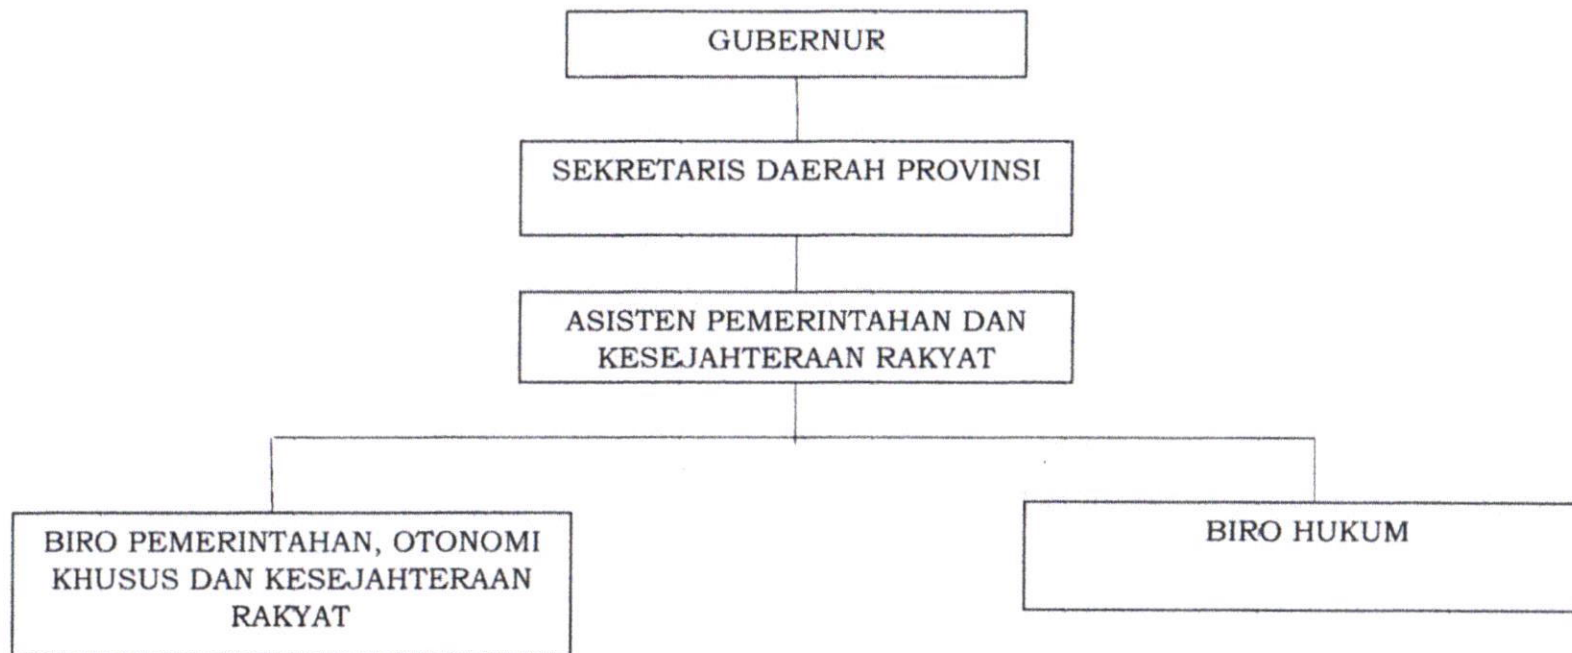 GUBERNUR
SEKRETARIS DAERAH PROVINSI
ASISTEN PEMERINTAHAN DAN
KESEJAHTERAAN RAKYAT
BIRO PEMERINTAHAN, OTONOMI
KHUSUS DAN KESEJAHTERAAN
RAKYAT
BIRO HUKUM